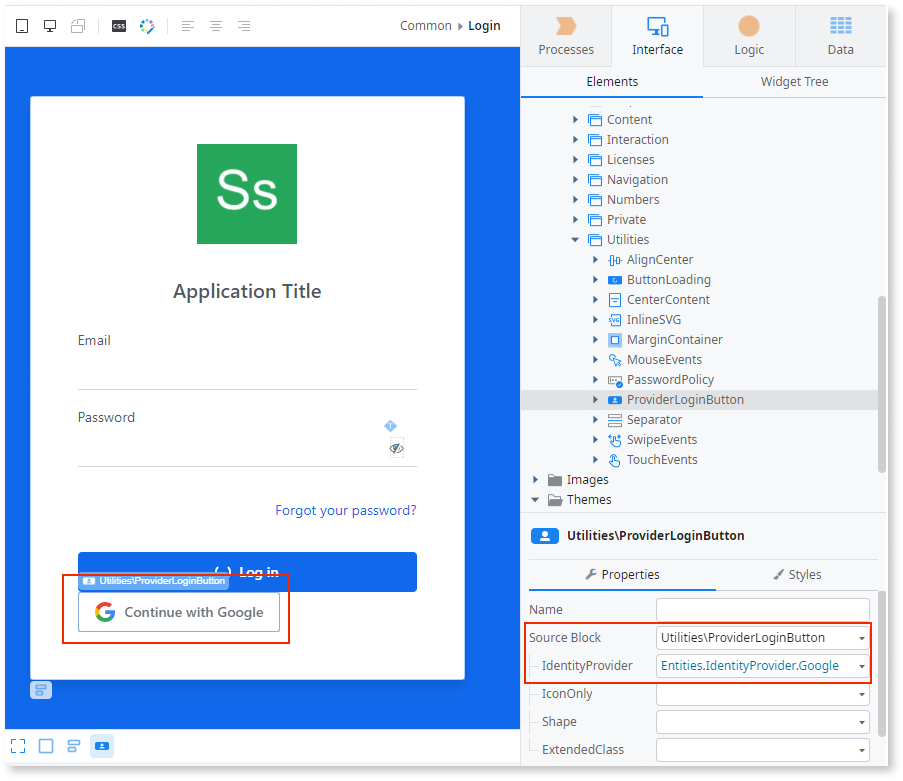 CSS
Common
Login
Processes
Interface
Logic
Data
Elements
Widget Tree
Content
Interaction
Licenses
Navigation
Numbers
Private
Utilities
AlignCenter
ButtonLoading
CenterContent
SVG InlineSVG
MarginContainer
MouseEvents
PasswordPolicy
ProviderLoginButton
Separator
SwipeEvents
TouchEvents
Images
Themes
Ss
Application Title
Email
Password
Forgot your password?
Log in
Utilities\ProviderLoginButton
Continue with Google
Utilities\ProviderLoginButton
Properties
Styles
Name
Source Block
Utilities\ProviderLoginButton
IdentityProvider
Entities.IdentityProvider.Google
IconOnly
Shape
ExtendedClass